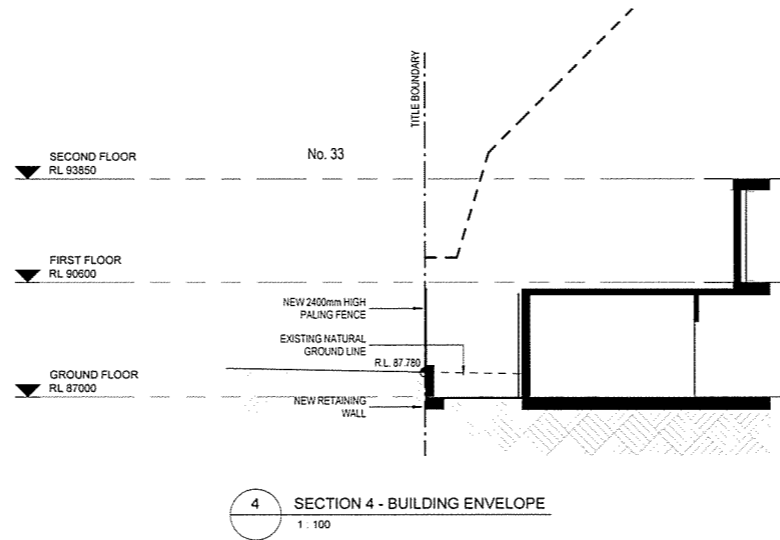 TITLE BOUNDARY
SECOND FLOOR
RL 93850
No. 33
FIRST FLOOR
RL 90600
NEW 2400mm HIGH
PALING FENCE
EXISTING NATURAL
GROUND LINE
R.L. 87.780
GROUND FLOOR
RL 87000
NEW RETAINING
WALL
4
SECTION 4 - BUILDING ENVELOPE
1 : 100